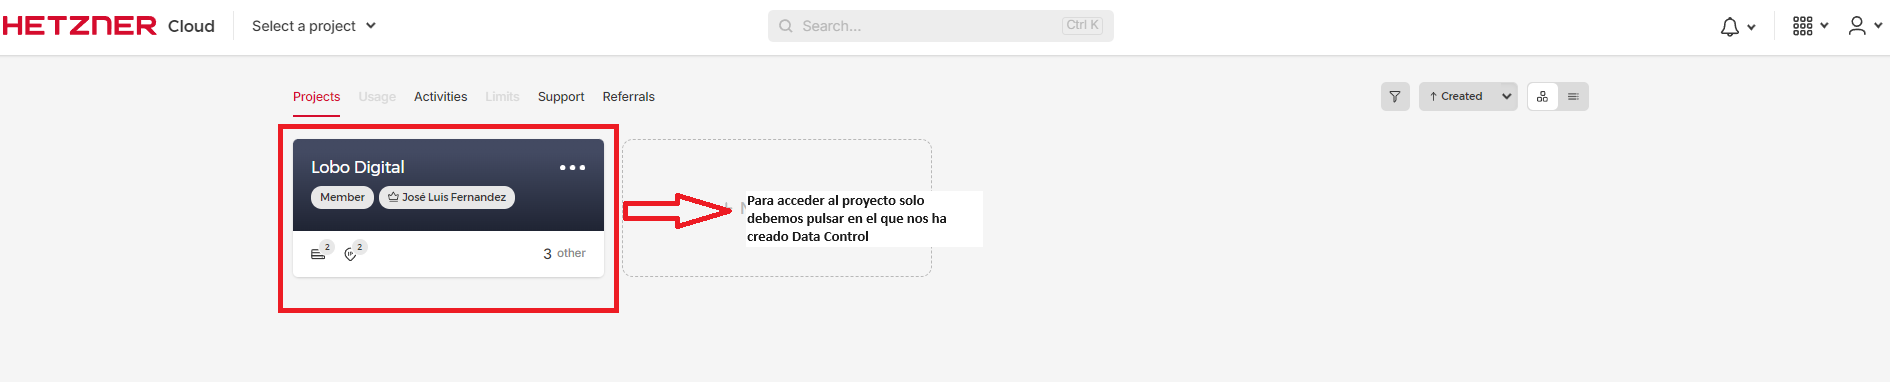 HETZNER Cloud Select a project Search... Ctrl K
Projects Usage Activities Limits Support Referrals ↑ Created
Lobo Digital
Member José Luis Fernandez
2 2 3 other
Para acceder al proyecto solo
debemos pulsar en el que nos ha
creado Data Control